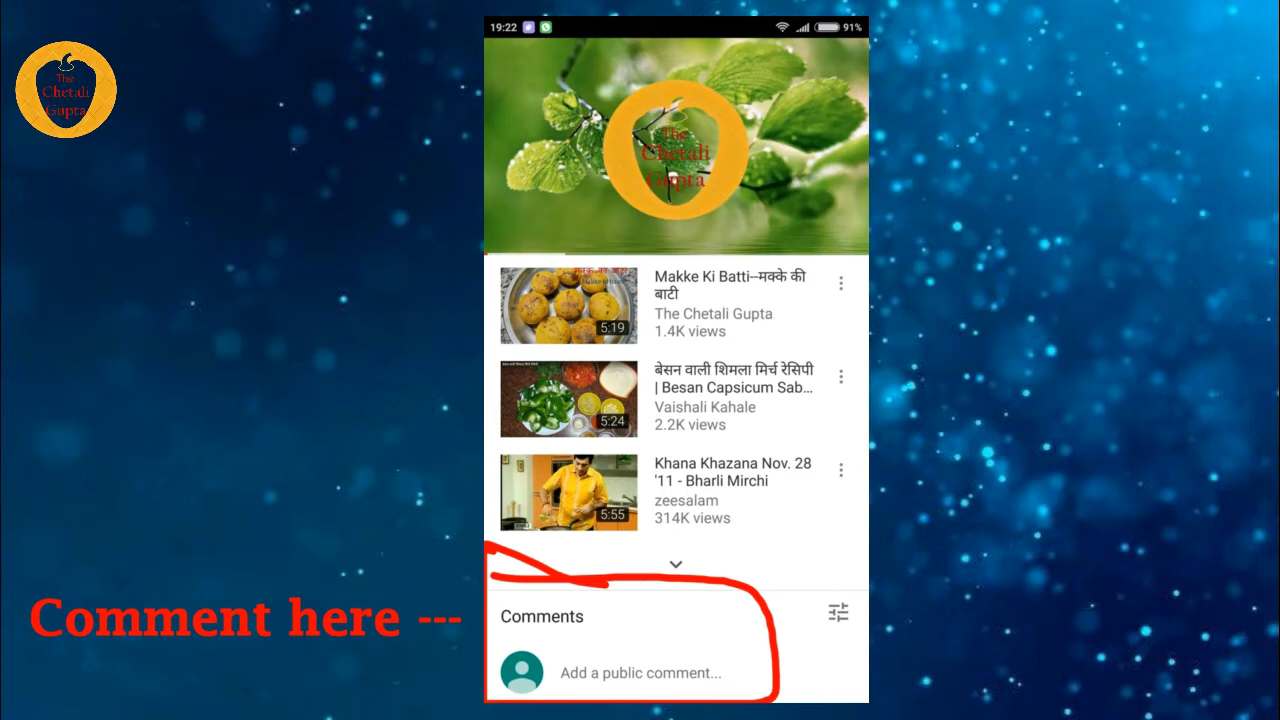 The
Chetali
Gupta
19:22
91%
The
Chetali
Gupta
5:19
Makke Ki Batti--मक्के की
बाटी
The Chetali Gupta
1.4K views
5:24
बेसन वाली शिमला मिर्च रेसिपी
| Besan Capsicum Sab...
Vaishali Kahale
2.2K views
5:55
Khana Khazana Nov. 28
'11 - Bharli Mirchi
zeesalam
314K views
Comment here ---
Comments
Add a public comment...